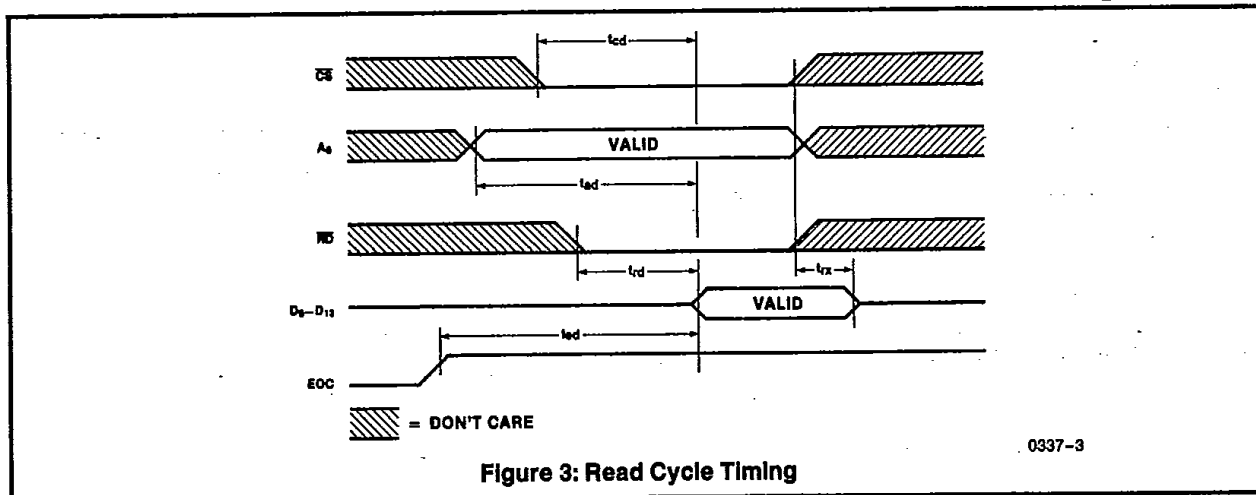 tcd
CS
A0
VALID
tad
RD
trd
trx
D0–D13
VALID
ted
EOC
= DON'T CARE
0337-3
Figure 3: Read Cycle Timing